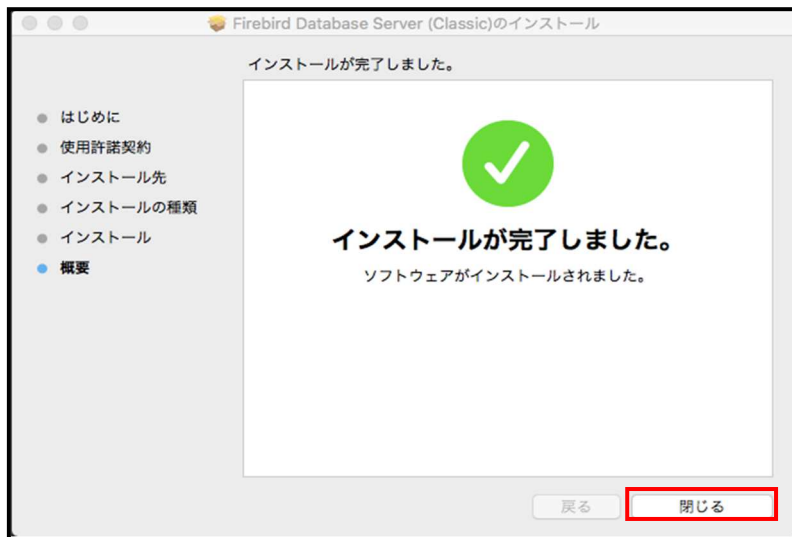 Firebird Database Server (Classic)のインストール
インストールが完了しました。
はじめに
使用許諾契約
インストール先
インストールの種類
インストール
概要
インストールが完了しました。
ソフトウェアがインストールされました。
戻る
閉じる